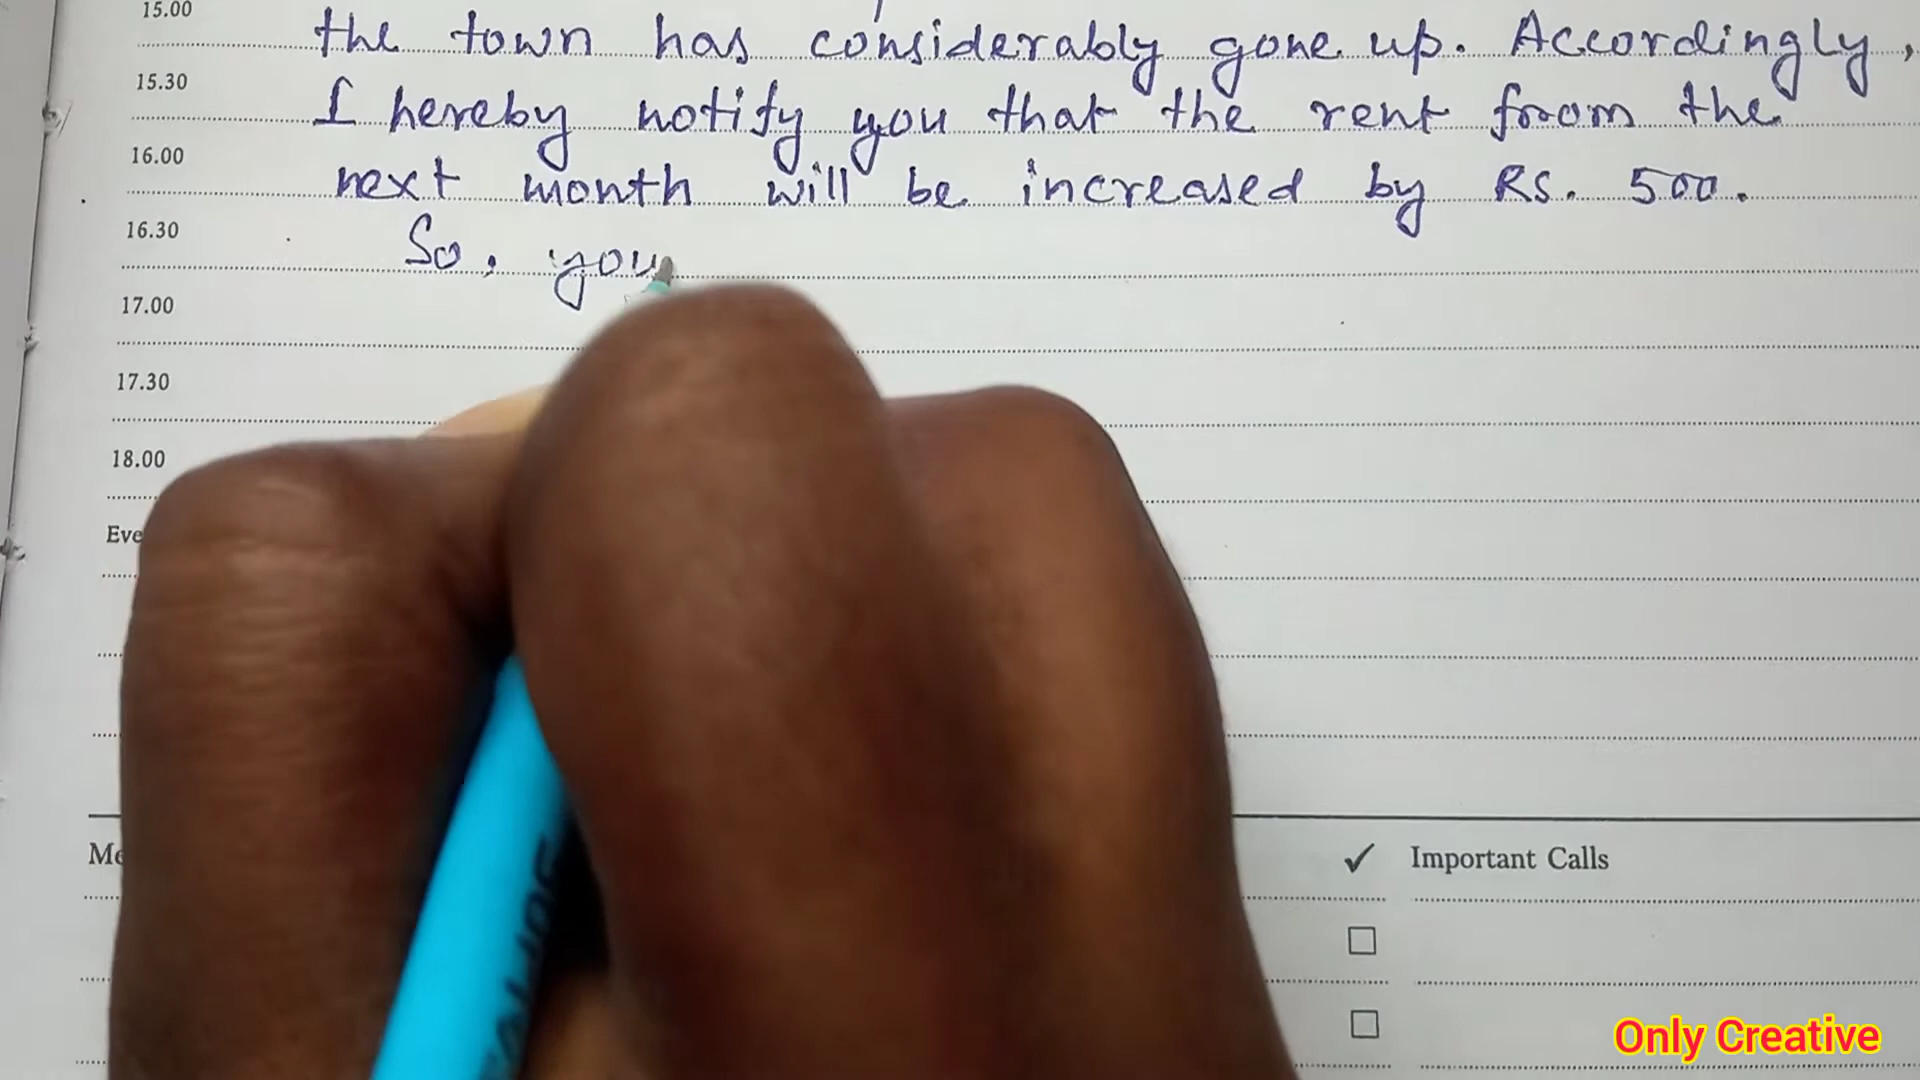 15.00
the town has considerably gone up. Accordingly,
15.30
I hereby notify you that the rent from the
16.00
next month will be increased by Rs. 500.
16.30
So, you
17.00
17.30
18.00
Eve
Me
✓ Important Calls
Only Creative